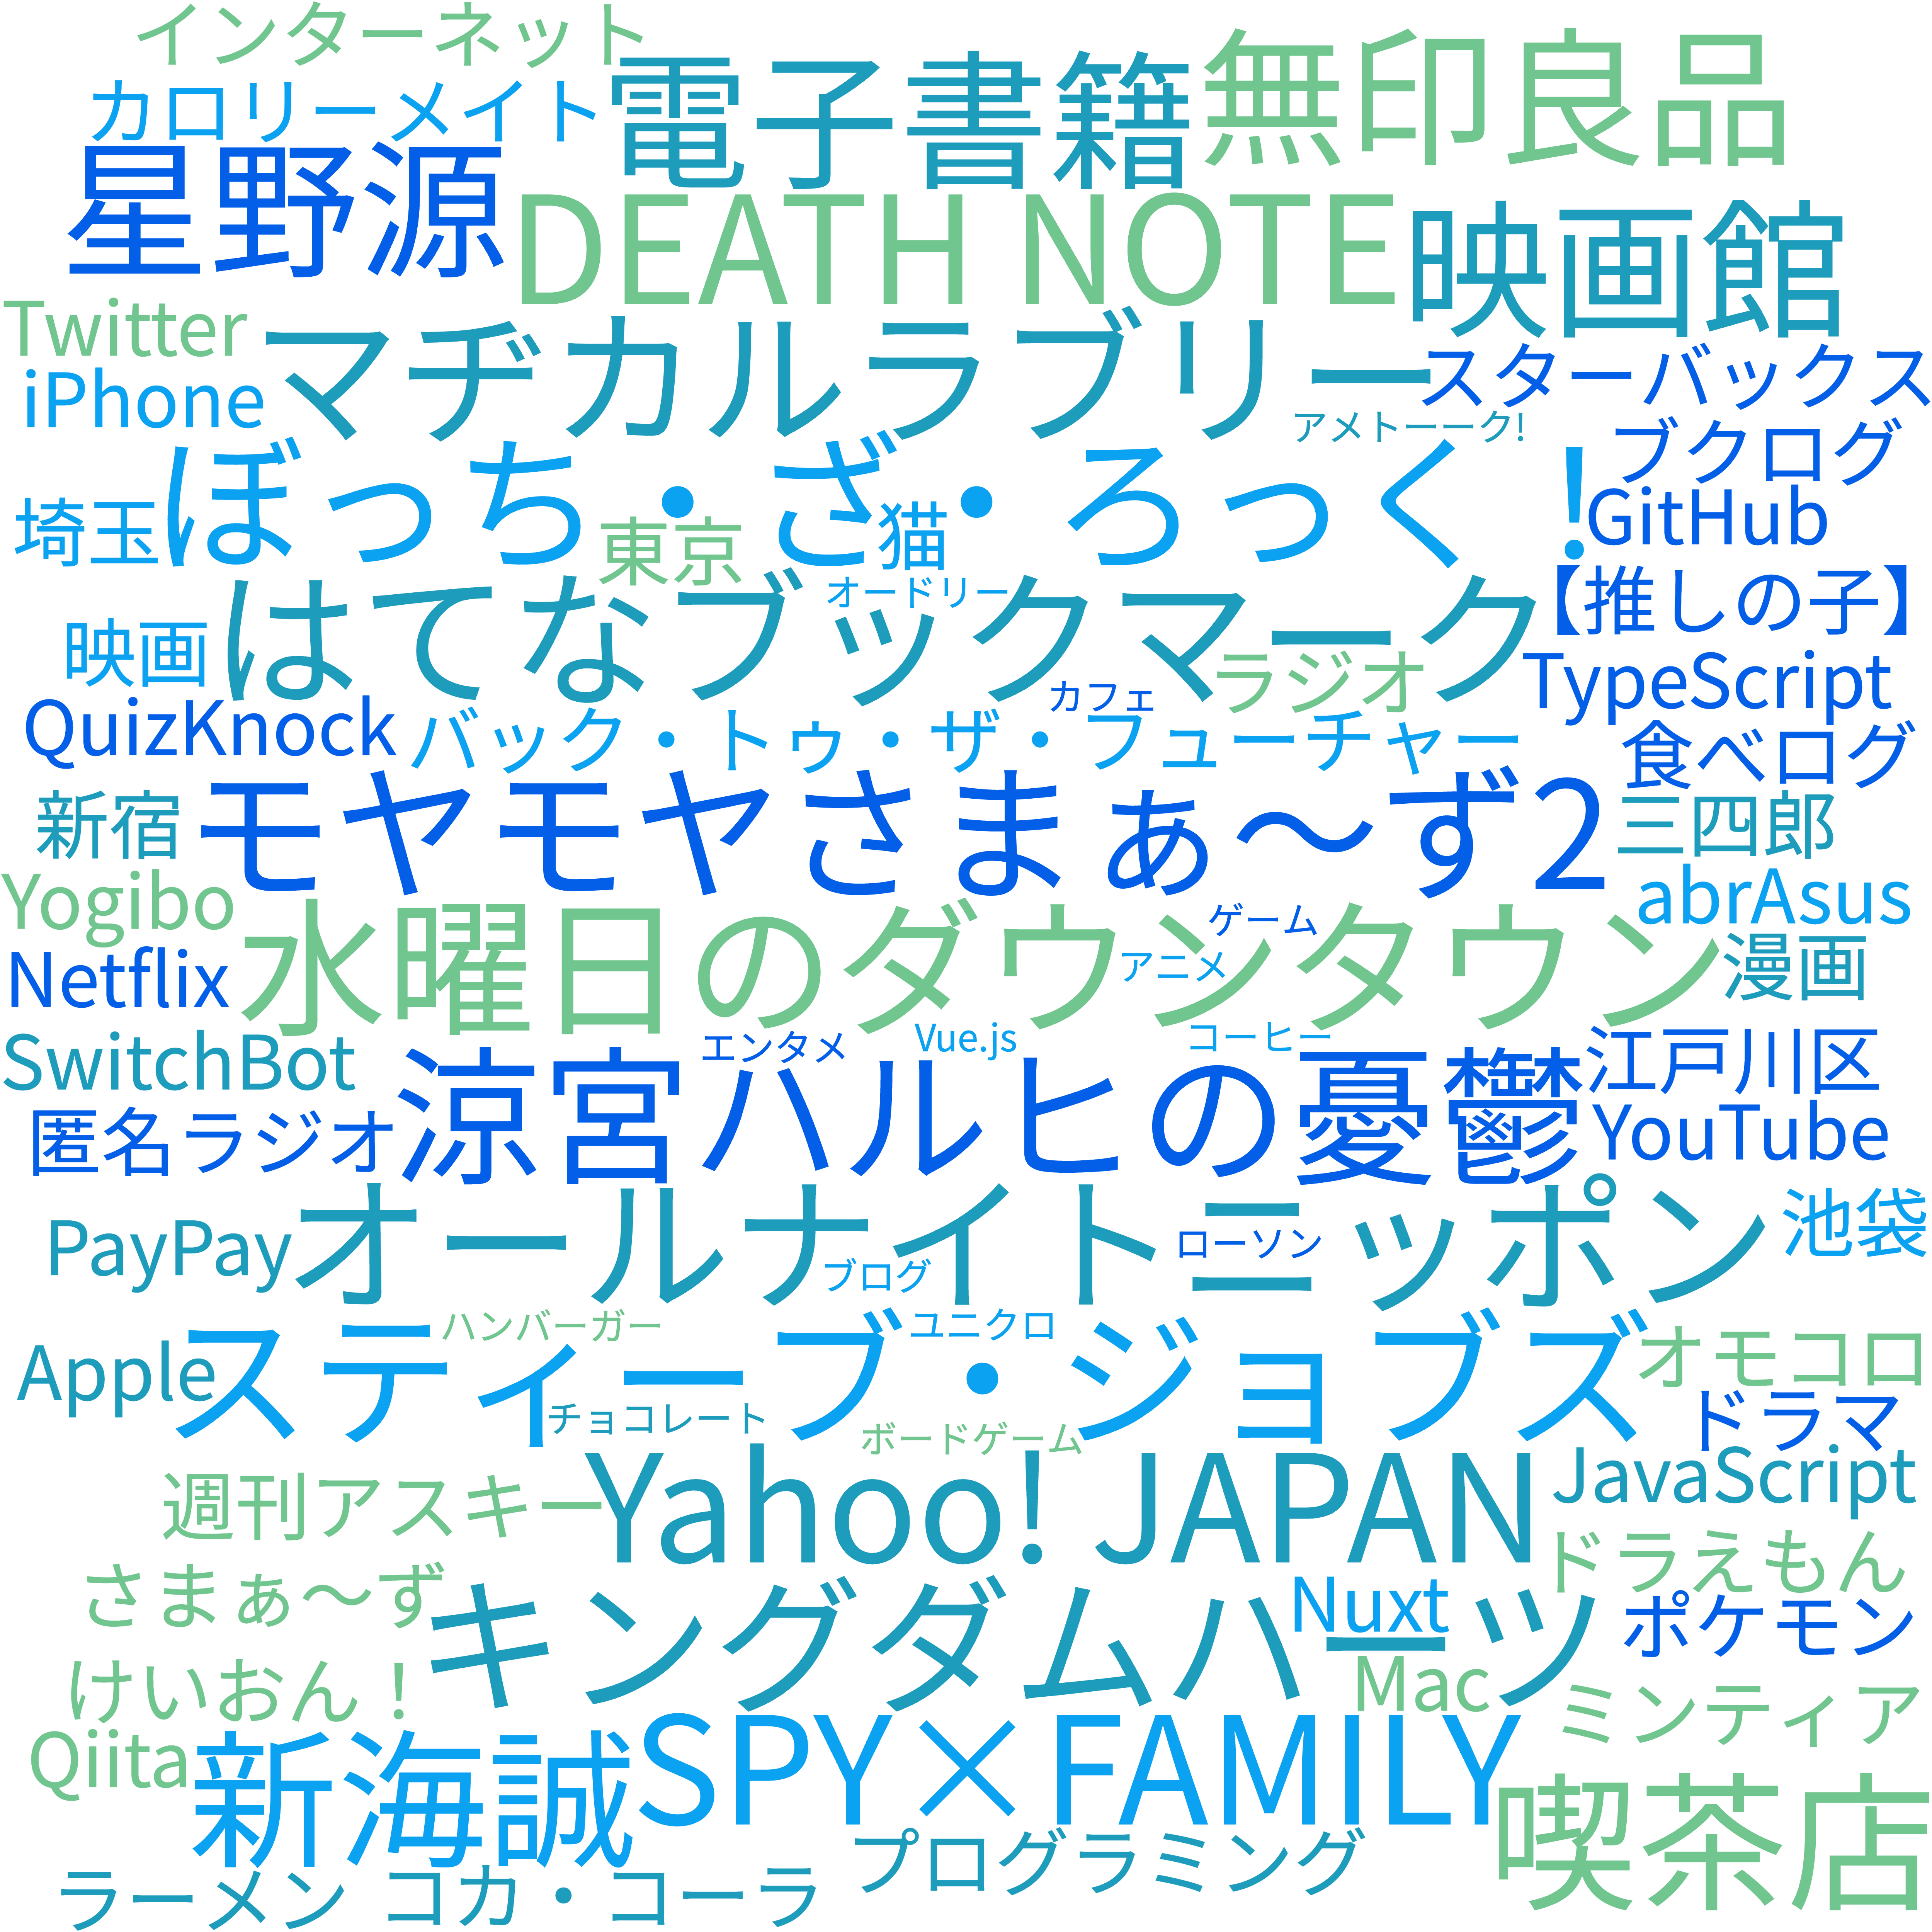 インターネット
カロリーメイト
電子書籍
無印良品
星野源
DEATH NOTE
映画館
Twitter
マヂカルラブリー
スターバックス
iPhone
アメトーーク!
ブクログ
ぼっち・ざ・ろっく！
埼玉
猫
GitHub
東京
オードリー
【推しの子】
はてなブックマーク
映画
ラジオ
TypeScript
カフェ
QuizKnock
バック・トゥ・ザ・フューチャー
食べログ
新宿
モヤモヤさまぁ～ず2
三四郎
Yogibo
abrAsus
水曜日のダウンタウン
ゲーム
アニメ
漫画
Netflix
SwitchBot
エンタメ
Vue.js
コーヒー
江戸川区
匿名ラジオ
涼宮ハルヒの憂鬱
YouTube
PayPay
オールナイトニッポン
池袋
ローソン
ブログ
ハンバーガー
ユニクロ
Apple
スティーブ・ジョブズ
オモコロ
チョコレート
ドラマ
ボードゲーム
週刊アスキー
Yahoo! JAPAN
JavaScript
さまぁ～ず
ドラえもん
キングダムハーツ
Nuxt
ポケモン
けいおん！
Mac
ミンティア
Qiita
新海誠
SPY×FAMILY
喫茶店
ラーメン
コカ・コーラ
プログラミング